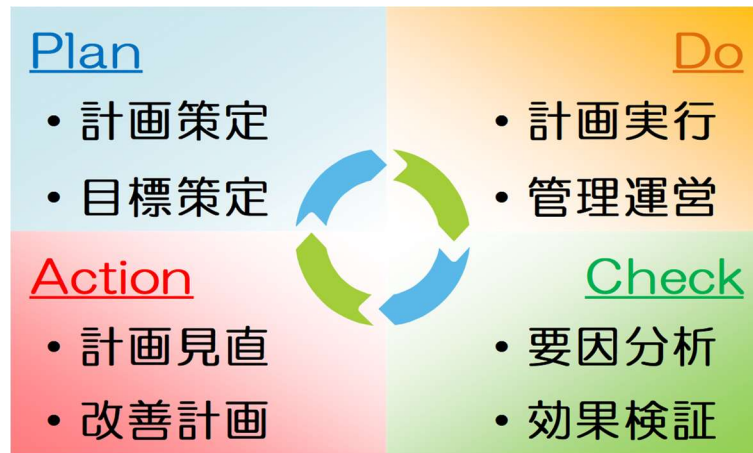 Plan
・計画策定
・目標策定
Do
・計画実行
・管理運営
Action
・計画見直
・改善計画
Check
・要因分析
・効果検証